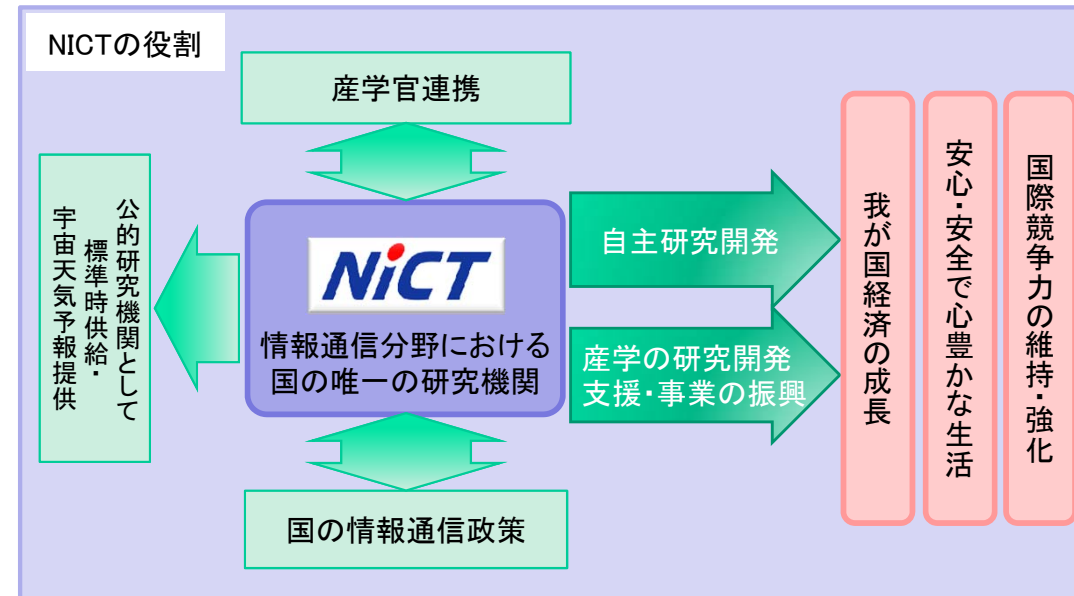 NICTの役割
産学官連携
公的研究機関として
標準時供給・
宇宙天気予報提供
NICT
情報通信分野における
国の唯一の研究機関
自主研究開発
産学の研究開発
支援・事業の振興
国の情報通信政策
我が国経済の成長
安心・安全で心豊かな生活
国際競争力の維持・強化